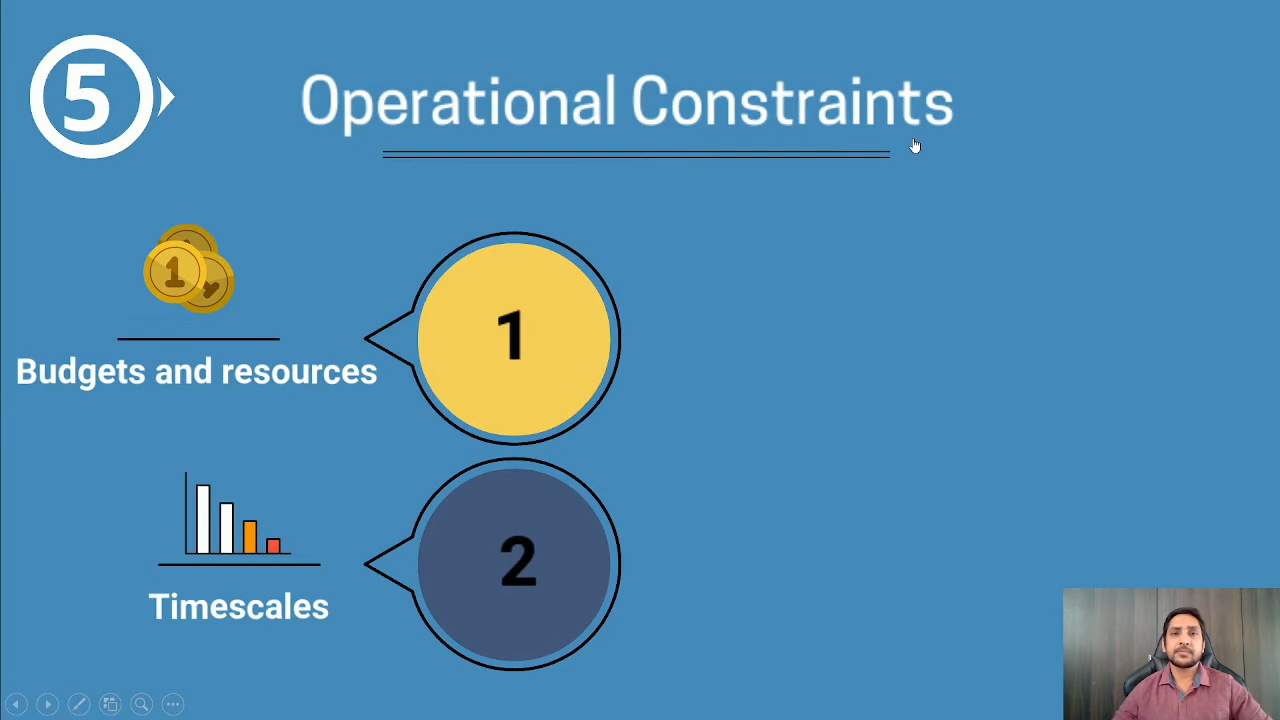 5
Operational Constraints
1
1
Budgets and resources
2
Timescales